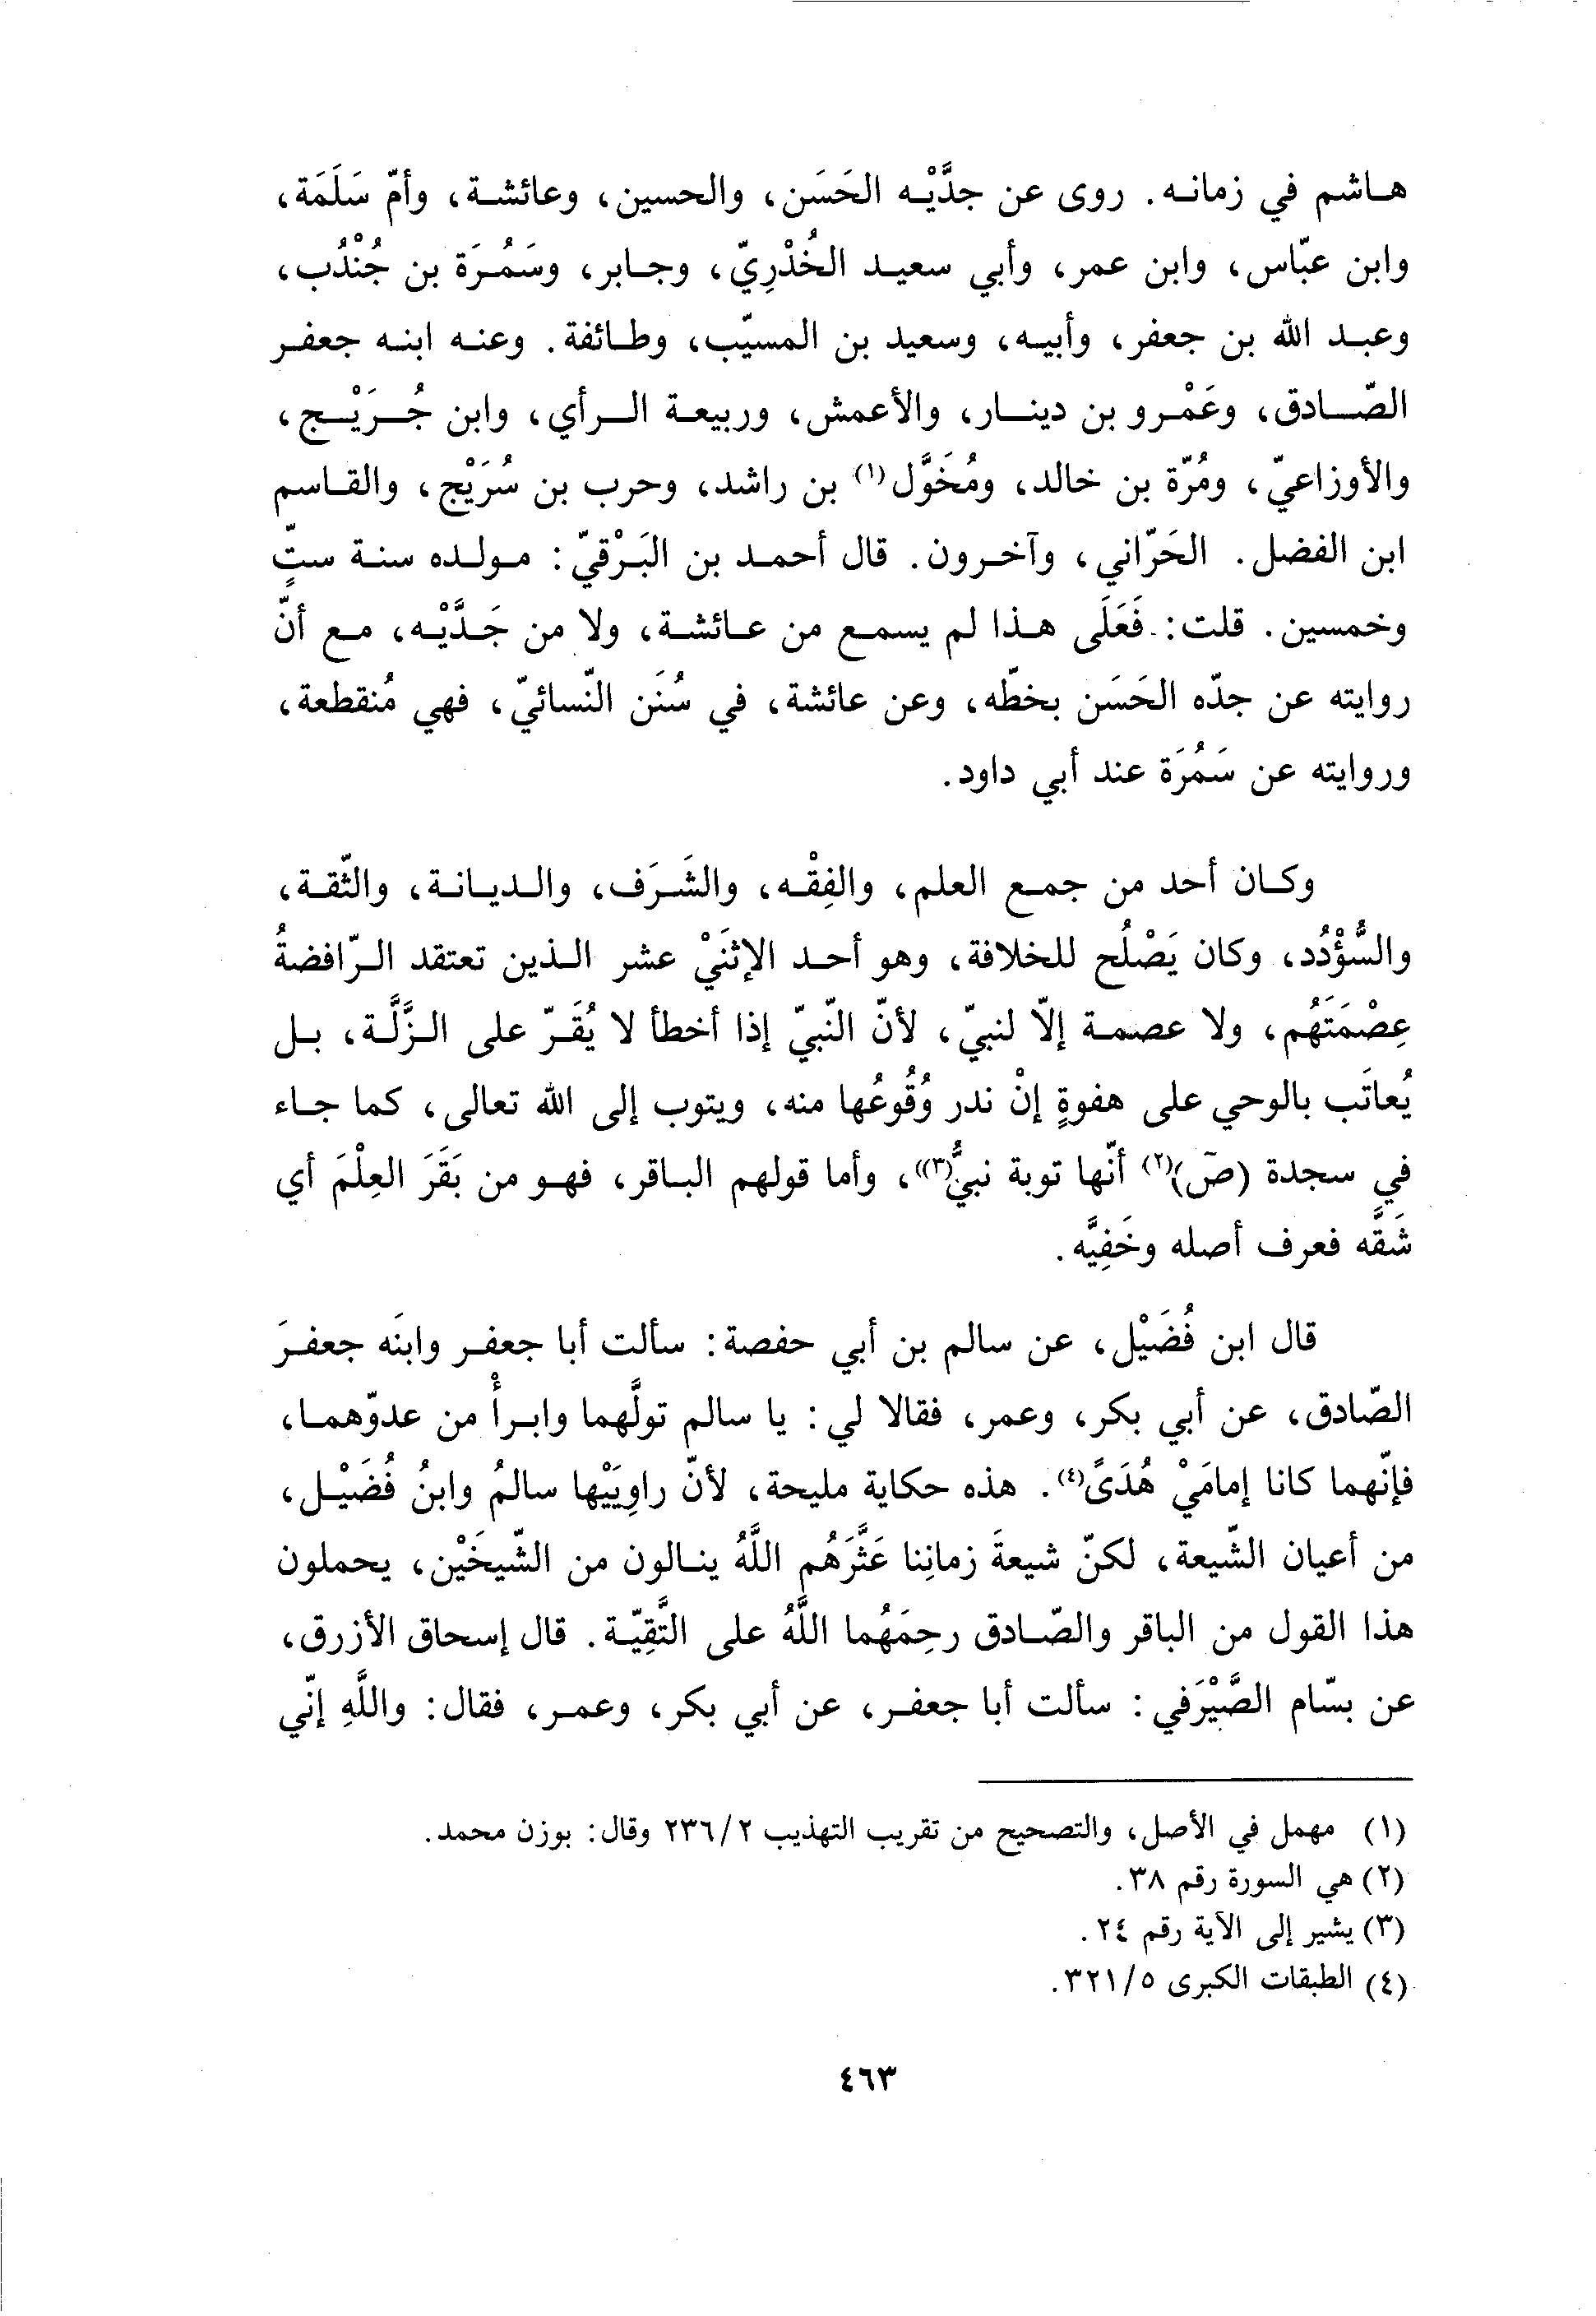 هاشم في زمانه. روى عن جدَّيْه الحَسَن، والحسين، وعائشة، وأمّ سَلَمَة،
وابن عبّاس، وابن عمر، وأبي سعيد الخُدْرِيّ، وجابر، وسَمُرَة بن جُنْدُب،
وعبد الله بن جعفر، وأبيه، وسعيد بن المسيّب، وطائفة. وعنه ابنه جعفر
الصّادق، وعَمْرو بن دينار، والأعمش، وربيعة الرأي، وابن جُرَيْج،
والأوزاعيّ، ومُرّة بن خالد، ومُخَوَّل(١) بن راشد، وحرب بن سُرَيْج، والقاسم
ابن الفضل. الحَرّاني، وآخرون. قال أحمد بن البَرْقيّ: مولده سنة ستٍّ
وخمسين. قلت: فَعَلَى هذا لم يسمع من عائشة، ولا من جَدَّيْه، مع أنّ
روايته عن جدّه الحَسَن بخطّه، وعن عائشة، في سُنَن النّسائيّ، فهي مُنقطعة،
وروايته عن سَمُرَة عند أبي داود.
وكان أحد من جمع العلم، والفِقْه، والشَرَف، والديانة، والثّقة،
والسُّؤْدُد، وكان يَصْلُح للخلافة، وهو أحد الإثنَيْ عشر الذين تعتقد الرّافضةُ
عِصْمَتَهُم، ولا عصمة إلاّ لنبيّ، لأنّ النّبيّ إذا أخطأ لا يُقَرّ على الزَّلَّة، بل
يُعاتَب بالوحي على هفوةٍ إنْ ندر وُقُوعُها منه، ويتوب إلى الله تعالى، كما جاء
في سجدة (صۤ)(٢) أنّها توبة نبيٍّ(٣))، وأما قولهم الباقر، فهو من بَقَرَ العِلْمَ أي
شَقَّه فعرف أصله وخَفِيَّه.
قال ابن فُضَيْل، عن سالم بن أبي حفصة: سألت أبا جعفر وابنَه جعفرَ
الصّادق، عن أبي بكر، وعمر، فقالا لي: يا سالم تولَّهما وابرأْ من عدوّهما،
فإنّهما كانا إمامَيْ هُدَىً(٤). هذه حكاية مليحة، لأنّ راوِيَيْها سالمُ وابنُ فُضَيْل،
من أعيان الشّيعة، لكنّ شيعةَ زمانِنا عَثَّرَهُم اللَّهُ ينالون من الشّيخَيْن، يحملون
هذا القول من الباقر والصّادق رحِمَهُما اللَّهُ على التَّقِيّة. قال إسحاق الأزرق،
عن بسّام الصَّيْرَفي: سألت أبا جعفر، عن أبي بكر، وعمر، فقال: واللَّهِ إنّي
(١) مهمل في الأصل، والتصحيح من تقريب التهذيب ٢٣٦/٢ وقال: بوزن محمد.
(٢) هي السورة رقم ٣٨.
(٣) يشير إلى الآية رقم ٢٤.
(٤) الطبقات الكبرى ٣٢١/٥.
٤٦٣